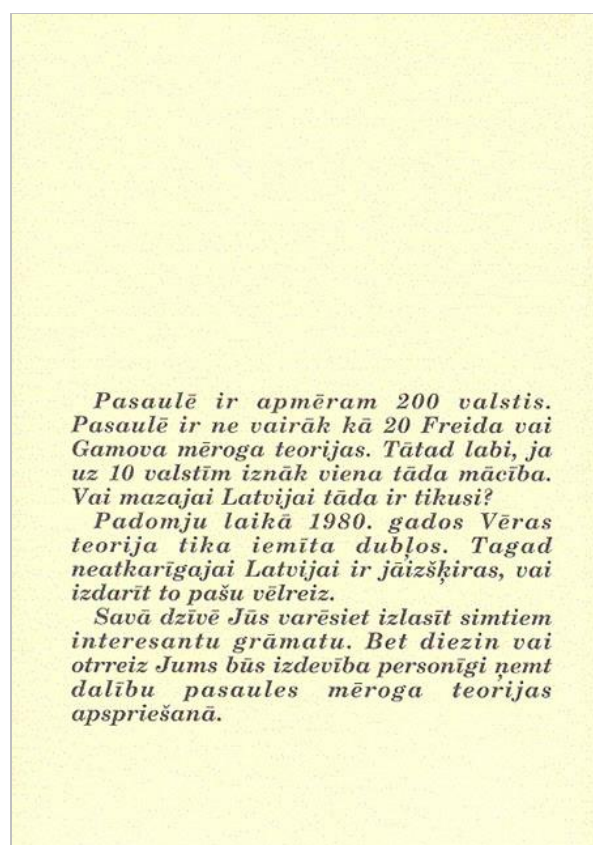 Pasaulē ir apmēram 200 valstis.
Pasaulē ir ne vairāk kā 20 Freida vai
Gamova mēroga teorijas. Tātad labi, ja
uz 10 valstīm iznāk viena tāda mācība.
Vai mazajai Latvijai tāda ir tikusi?
Padomju laikā 1980. gados Vēras
teorija tika iemīta dubļos. Tagad
neatkarīgajai Latvijai ir jāizšķiras, vai
izdarīt to pašu vēlreiz.
Savā dzīvē Jūs varēsiet izlasīt simtiem
interesantu grāmatu. Bet diezin vai
otrreiz Jums būs izdevība personīgi ņemt
dalību pasaules mēroga teorijas
apspriešanā.